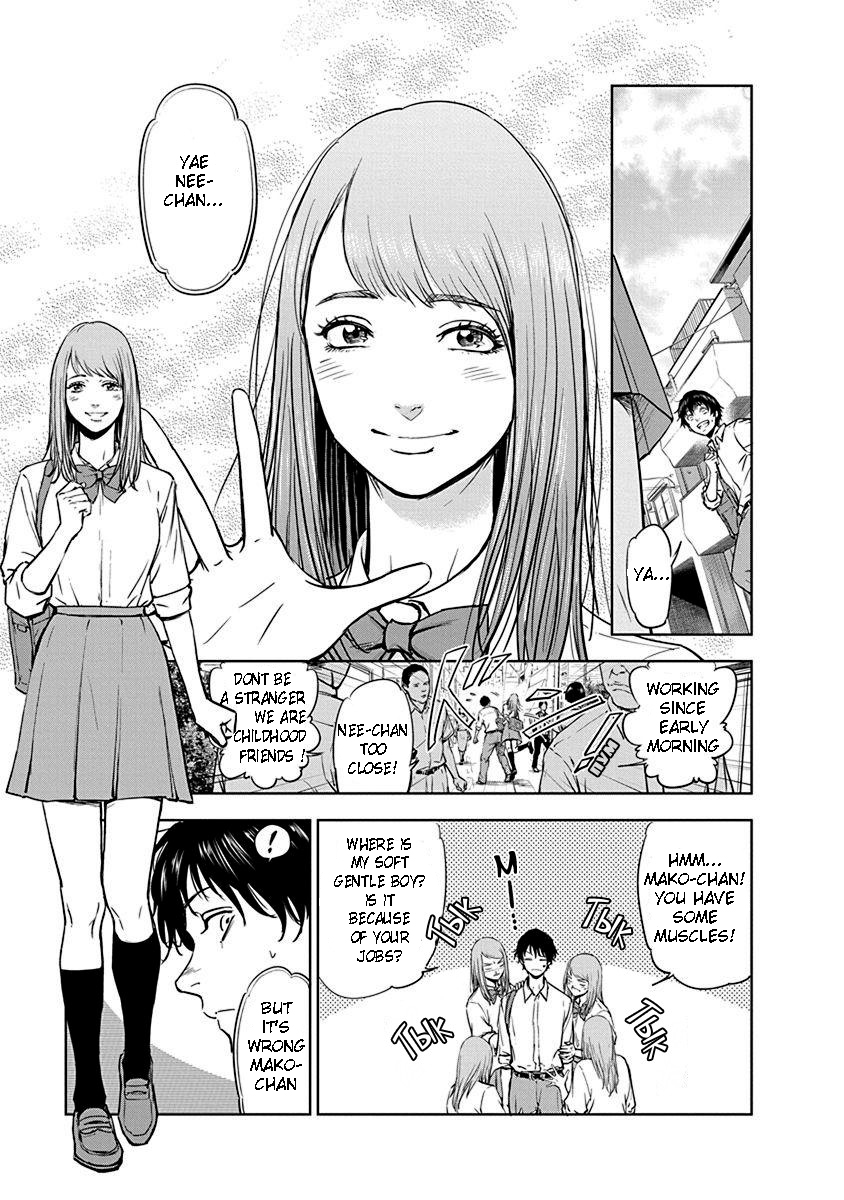 YA...
YAE
NEE-
CHAN...
WORKING
SINCE
EARLY
MORNING
NEE-CHAN
TOO
CLOSE!
DONT BE
A STRANGER
WE ARE
CHILDHOOD
FRIENDS !
HMM...
MAKO-CHAN!
YOU HAVE
SOME
MUSCLES!
WHERE IS
MY SOFT
GENTLE BOY?
IS IT
BECAUSE
OF YOUR
JOBS?
ТЫК
ТЫК
ТЫК
ТЫК
!
BUT
IT'S
WRONG
MAKO-
CHAN